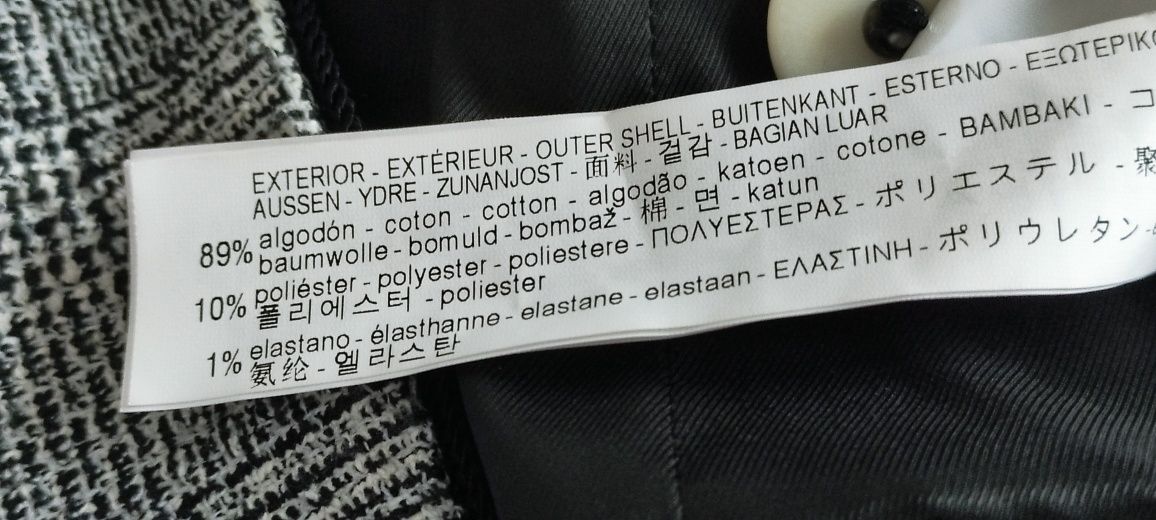 EXTERIOR - EXTÉRIEUR - OUTER SHELL - BUITENKANT - ESTERNO - ΕΞΩΤΕΡΙΚ
AUSSEN - YDRE - ZUNANJOST - 面料 - 겉감 - BAGIAN LUAR
89% algodón - coton - cotton - algodão - katoen - cotone - BAMBAKI - コ
baumwolle - bomuld - bombaž - 棉 - 면 - katun
10% poliéster - polyester - poliestere - ΠΟΛΥΕΣΤΕΡΑΣ - ポリエステル - 聚
폴리에스터 - poliester
1% elastano - élasthanne - elastane - elastaan - ΕΛΑΣΤΙΝΗ - ポリウレタン -
氨纶 - 엘라스탄